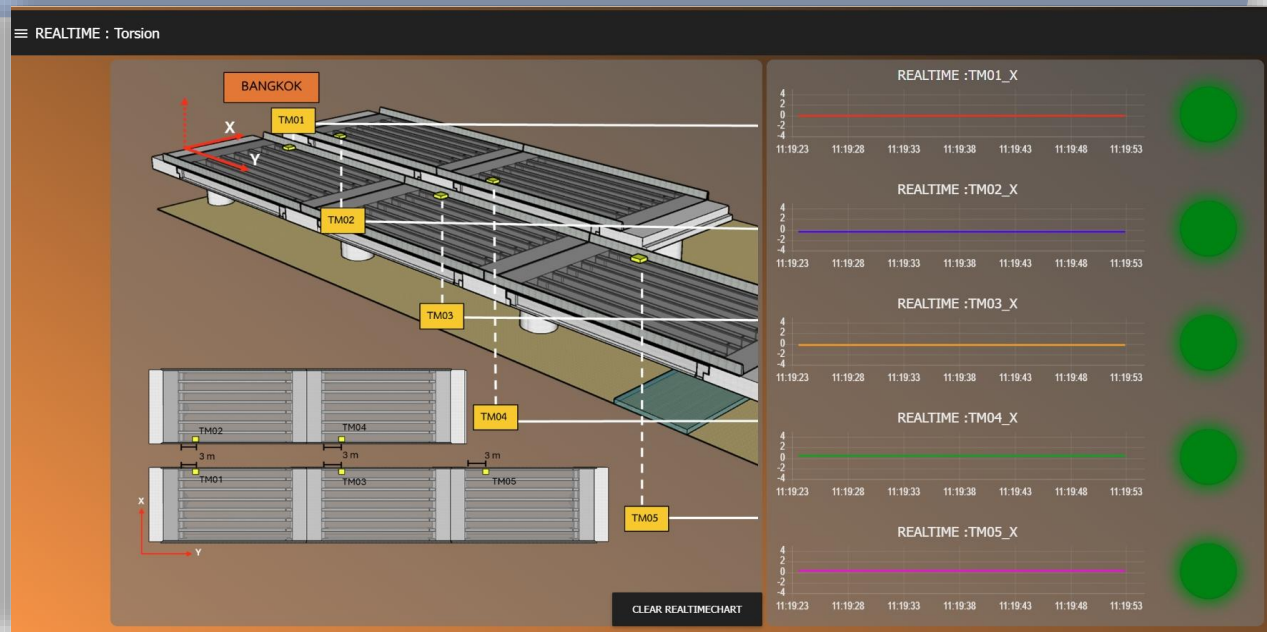 ≡ REALTIME : Torsion
BANGKOK
X
Y
TM01
TM02
TM03
TM04
TM05
TM02
TM04
3 m
3 m
3 m
TM01
TM03
TM05
X
Y
CLEAR REALTIMECHART
REALTIME :TM01_X
4
2
0
-2
-4
11:19:23 11:19:28 11:19:33 11:19:38 11:19:43 11:19:48 11:19:53
REALTIME :TM02_X
4
2
0
-2
-4
11:19:23 11:19:28 11:19:33 11:19:38 11:19:43 11:19:48 11:19:53
REALTIME :TM03_X
4
2
0
-2
-4
11:19:23 11:19:28 11:19:33 11:19:38 11:19:43 11:19:48 11:19:53
REALTIME :TM04_X
4
2
0
-2
-4
11:19:23 11:19:28 11:19:33 11:19:38 11:19:43 11:19:48 11:19:53
REALTIME :TM05_X
4
2
0
-2
-4
11:19:23 11:19:28 11:19:33 11:19:38 11:19:43 11:19:48 11:19:53